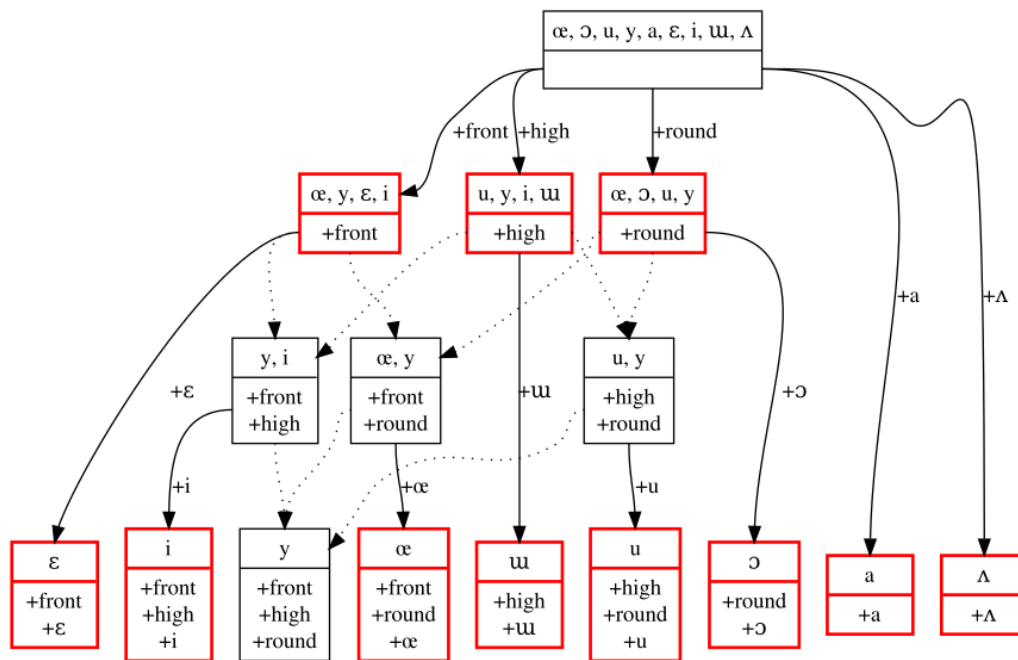 œ, ɔ, u, y, a, ɛ, i, ɯ, ʌ
+front
+high
+round
œ, y, ɛ, i
+front
u, y, i, ɯ
+high
œ, ɔ, u, y
+round
+a
+ʌ
y, i
+front
+high
œ, y
+front
+round
u, y
+high
+round
+ɛ
+ɯ
+ɔ
+i
+œ
+u
ɛ
+front
+ɛ
i
+front
+high
+i
y
+front
+high
+round
œ
+front
+round
+œ
ɯ
+high
+ɯ
u
+high
+round
+u
ɔ
+round
+ɔ
a
+a
ʌ
+ʌ